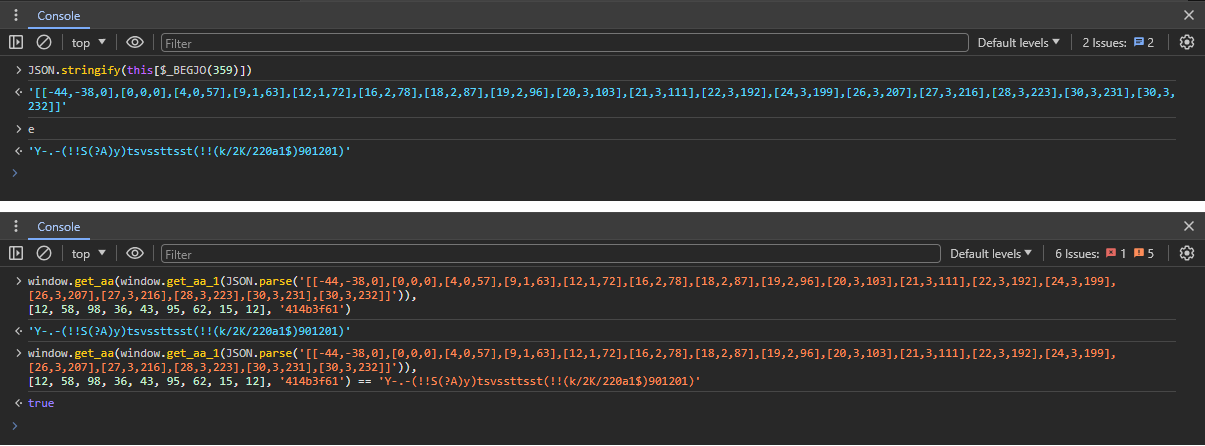 Console
top
Filter
Default levels
2 Issues:
2
JSON.stringify(this[$_BEGJO(359)])
'[[-44,-38,0],[0,0,0],[4,0,57],[9,1,63],[12,1,72],[16,2,78],[18,2,87],[19,2,96],[20,3,103],[21,3,111],[22,3,192],[24,3,199],[26,3,207],[27,3,216],[28,3,223],[30,3,231],[30,3,
232]]'
e
'Y-.-(!!S(?A)y)tsvssttsst(!!(k/2K/220a1$)901201)'
Console
top
Filter
Default levels
6 Issues:
1
5
window.get_aa(window.get_aa_1(JSON.parse('[[-44,-38,0],[0,0,0],[4,0,57],[9,1,63],[12,1,72],[16,2,78],[18,2,87],[19,2,96],[20,3,103],[21,3,111],[22,3,192],[24,3,199],
[26,3,207],[27,3,216],[28,3,223],[30,3,231],[30,3,232]]')),
[12, 58, 98, 36, 43, 95, 62, 15, 12], '414b3f61')
'Y-.-(!!S(?A)y)tsvssttsst(!!(k/2K/220a1$)901201)'
window.get_aa(window.get_aa_1(JSON.parse('[[-44,-38,0],[0,0,0],[4,0,57],[9,1,63],[12,1,72],[16,2,78],[18,2,87],[19,2,96],[20,3,103],[21,3,111],[22,3,192],[24,3,199],
[26,3,207],[27,3,216],[28,3,223],[30,3,231],[30,3,232]]')),
[12, 58, 98, 36, 43, 95, 62, 15, 12], '414b3f61') == 'Y-.-(!!S(?A)y)tsvssttsst(!!(k/2K/220a1$)901201)'
true